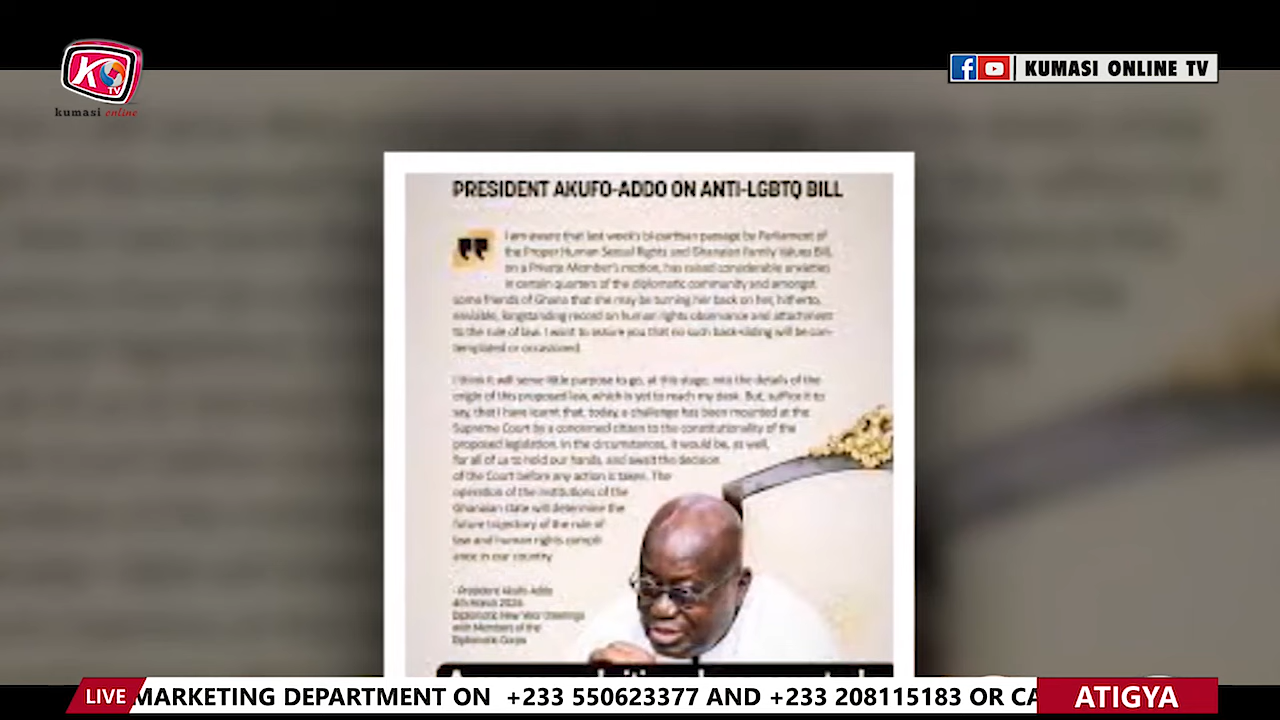 K
TV
kumasi online
f
KUMASI ONLINE TV
PRESIDENT AKUFO-ADDO ON ANTI-LGBTQ BILL
I am aware that last week's bi-partisan passage by Parliament of
the Proper Human Sexual Rights and Ghanaian Family Values Bill,
on a Private Member's motion, has raised considerable anxieties
in certain quarters of the diplomatic community and amongst
some friends of Ghana that she may be turning her back on her, hitherto,
enviable, longstanding record on human rights observance and attachment
to the rule of law. I want to assure you that no such back-sliding will be con-
templated or occasioned.
I think it will serve little purpose to go, at this stage, into the details of the
origin of this proposed law, which is yet to reach my desk. But, suffice it to
say, that I have learnt that, today, a challenge has been mounted at the
Supreme Court by a concerned citizen to the constitutionality of the
proposed legislation. In the circumstances, it would be, as well,
for all of us to hold our hands, and await the decision
of the Court before any action is taken. The
operation of the institutions of the
Ghanaian state will determine the
future trajectory of the rule of
law and human rights compli-
ance in our country
- President Akufo-Addo
4th March 2024
Diplomatic New Year Greetings
with Members of the
Diplomatic Corps
LIVE
MARKETING DEPARTMENT ON +233 550623377 AND +233 208115183 OR CA
ATIGYA